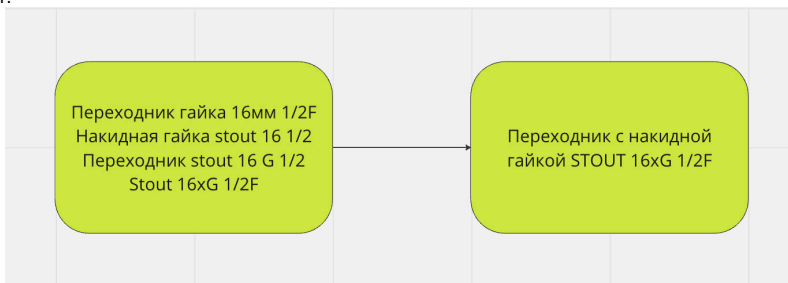 Переходник гайка 16мм 1/2F
Накидная гайка stout 16 1/2
Переходник stout 16 G 1/2
Stout 16xG 1/2F
Переходник с накидной
гайкой STOUT 16xG 1/2F